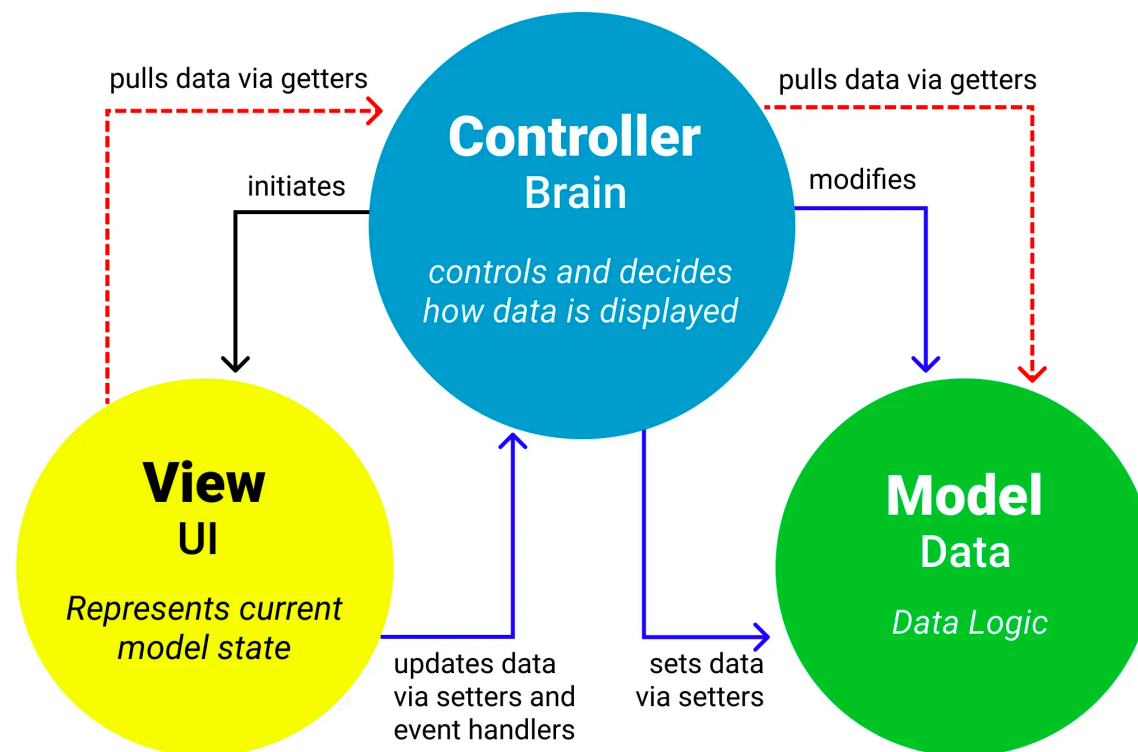 pulls data via getters
pulls data via getters
Controller
Brain
initiates
modifies
controls and decides
how data is displayed
View
UI
Represents current
model state
Model
Data
Data Logic
updates data
via setters and
event handlers
sets data
via setters